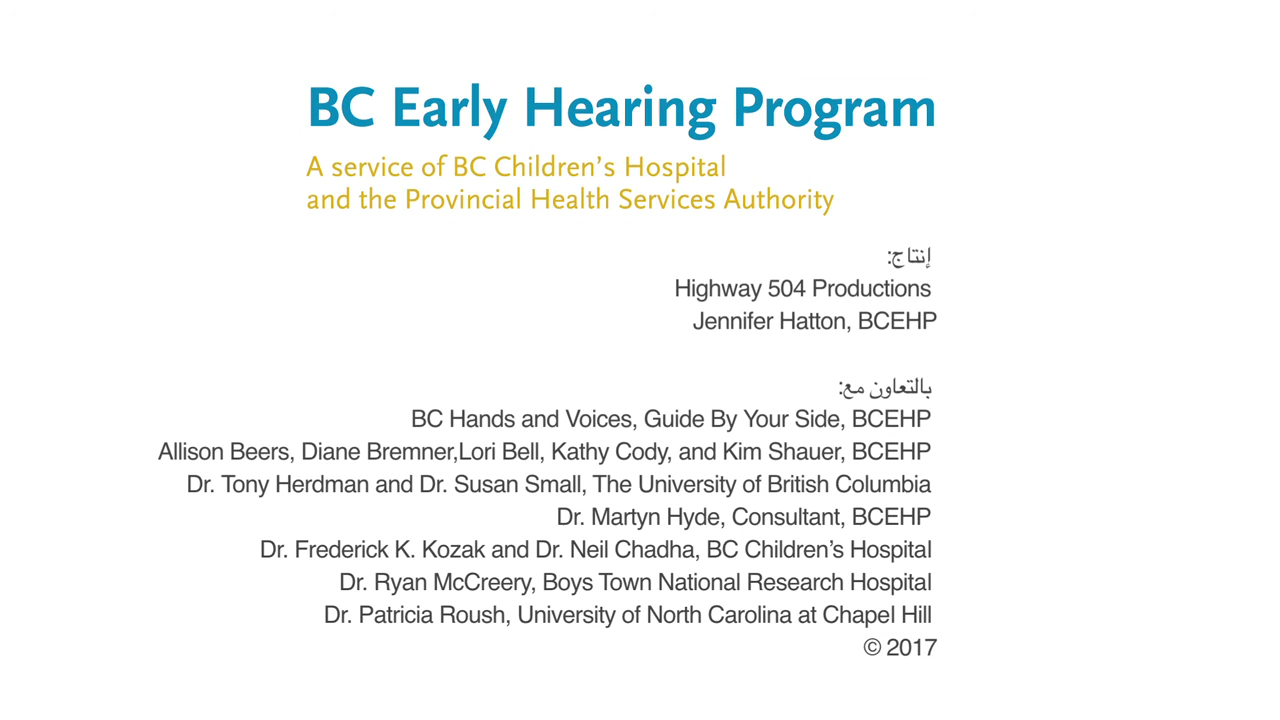 BC Early Hearing Program
A service of BC Children's Hospital
and the Provincial Health Services Authority
إنتاج:
Highway 504 Productions
Jennifer Hatton, BCEHP
بالتعاون مع:
BC Hands and Voices, Guide By Your Side, BCEHP
Allison Beers, Diane Bremner,Lori Bell, Kathy Cody, and Kim Shauer, BCEHP
Dr. Tony Herdman and Dr. Susan Small, The University of British Columbia
Dr. Martyn Hyde, Consultant, BCEHP
Dr. Frederick K. Kozak and Dr. Neil Chadha, BC Children’s Hospital
Dr. Ryan McCreery, Boys Town National Research Hospital
Dr. Patricia Roush, University of North Carolina at Chapel Hill
© 2017